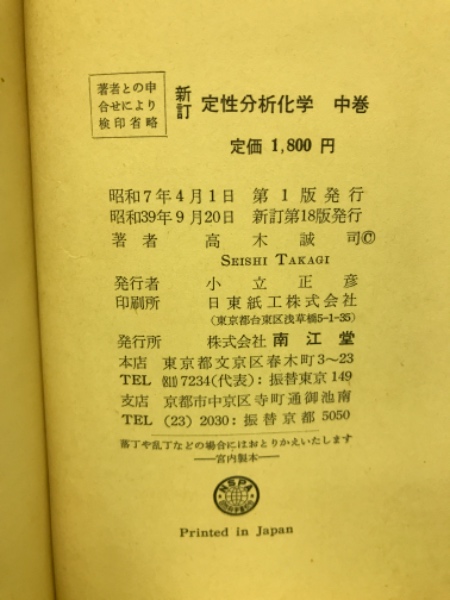 著者との申
合せにより
検印省略
新訂 定性分析化学 中巻
定価 1,800 円
昭和7年4月1日 第1版発行
昭和39年9月20日 新訂第18版発行
著者 高木誠司©
SEISHI TAKAGI
発行者 小立正彦
印刷所 日東紙工株式会社
(東京都台東区浅草橋5-1-35)
発行所 株式会社 南江堂
本店 東京都文京区春木町3~23
TEL (811) 7234(代表): 振替東京 149
支店 京都市中京区寺町通御池南
TEL (23) 2030: 振替京都 5050
落丁や乱丁などの場合にはおとりかえいたします
——宮内製本——
NSPA
Printed in Japan